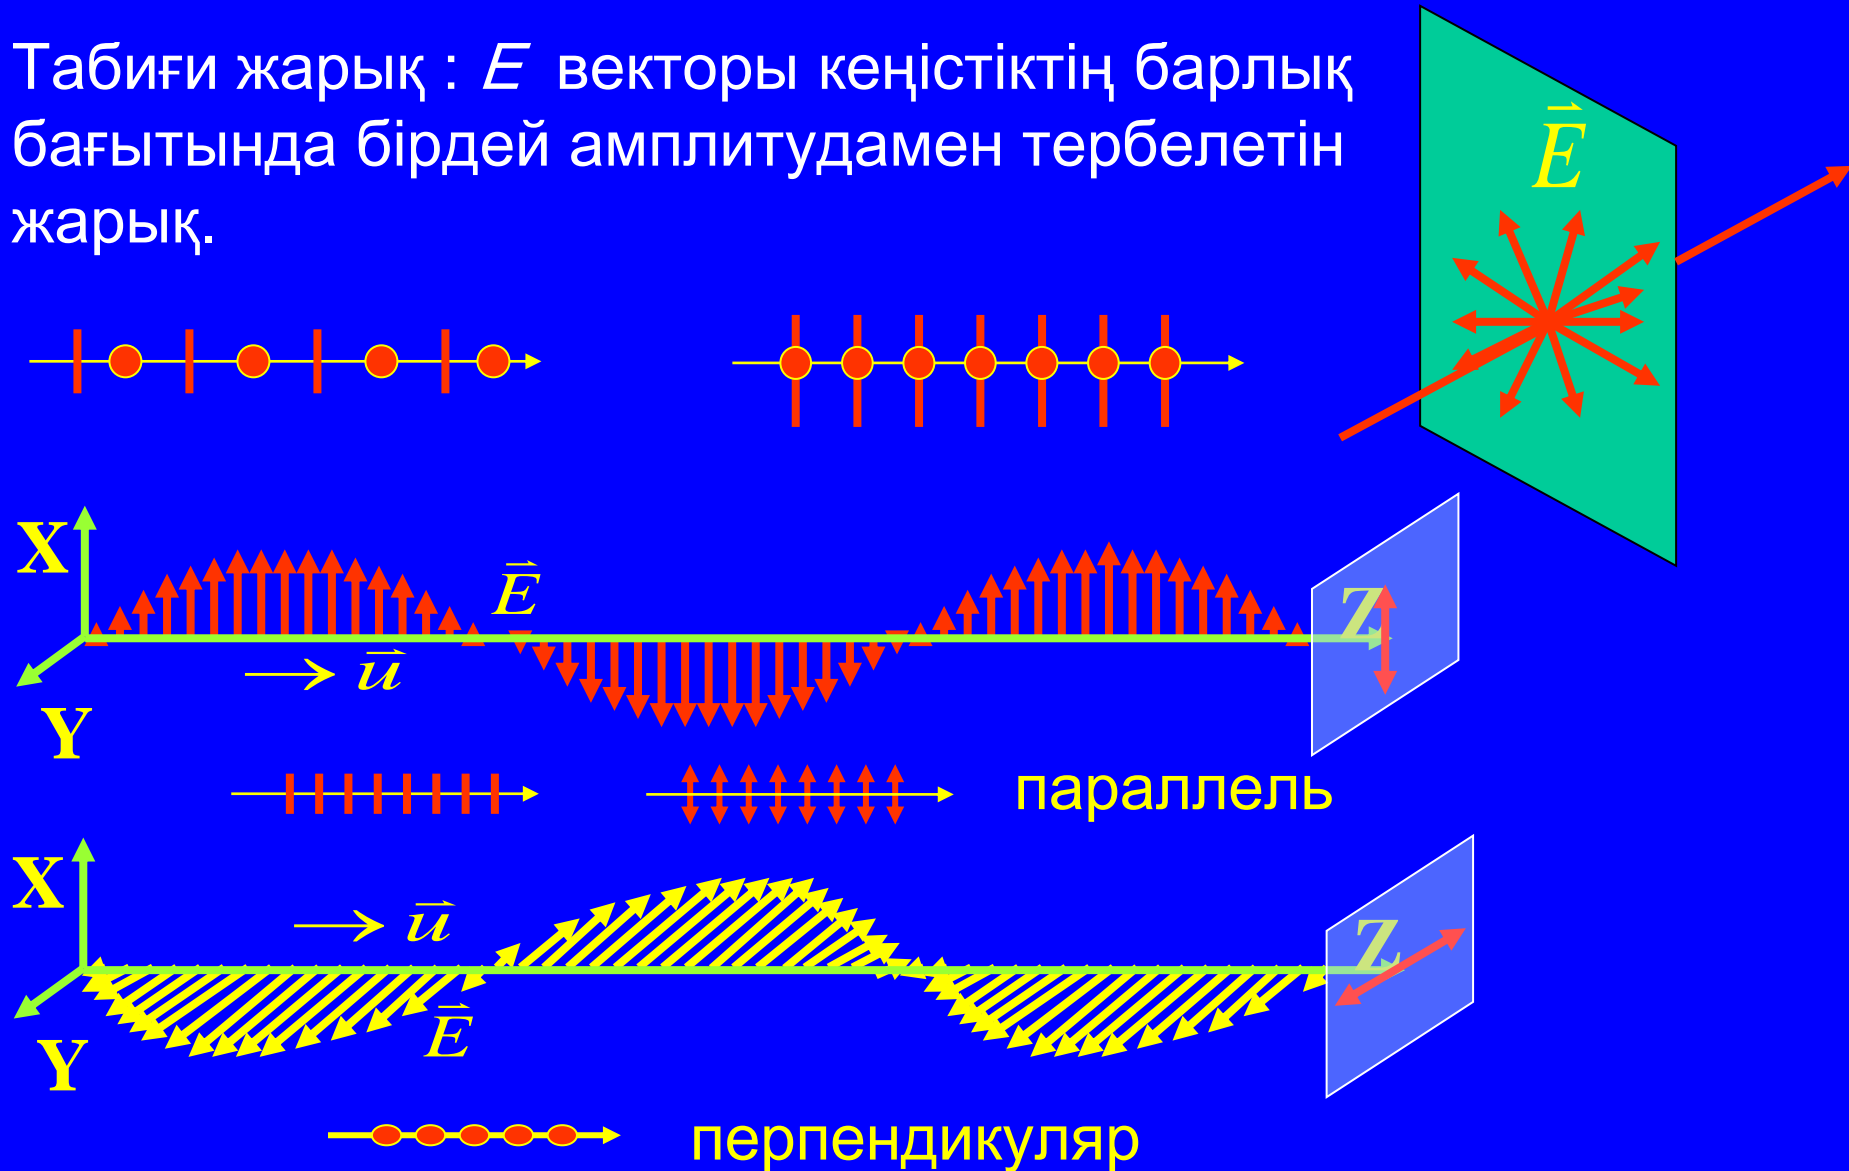 Табиғи жарық : E векторы кеңістіктің барлық
бағытында бірдей амплитудамен тербелетін
жарық.
E⃗
X
E⃗
Z
→ u⃗
Y
параллель
X
→ u⃗
Z
E⃗
Y
перпендикуляр